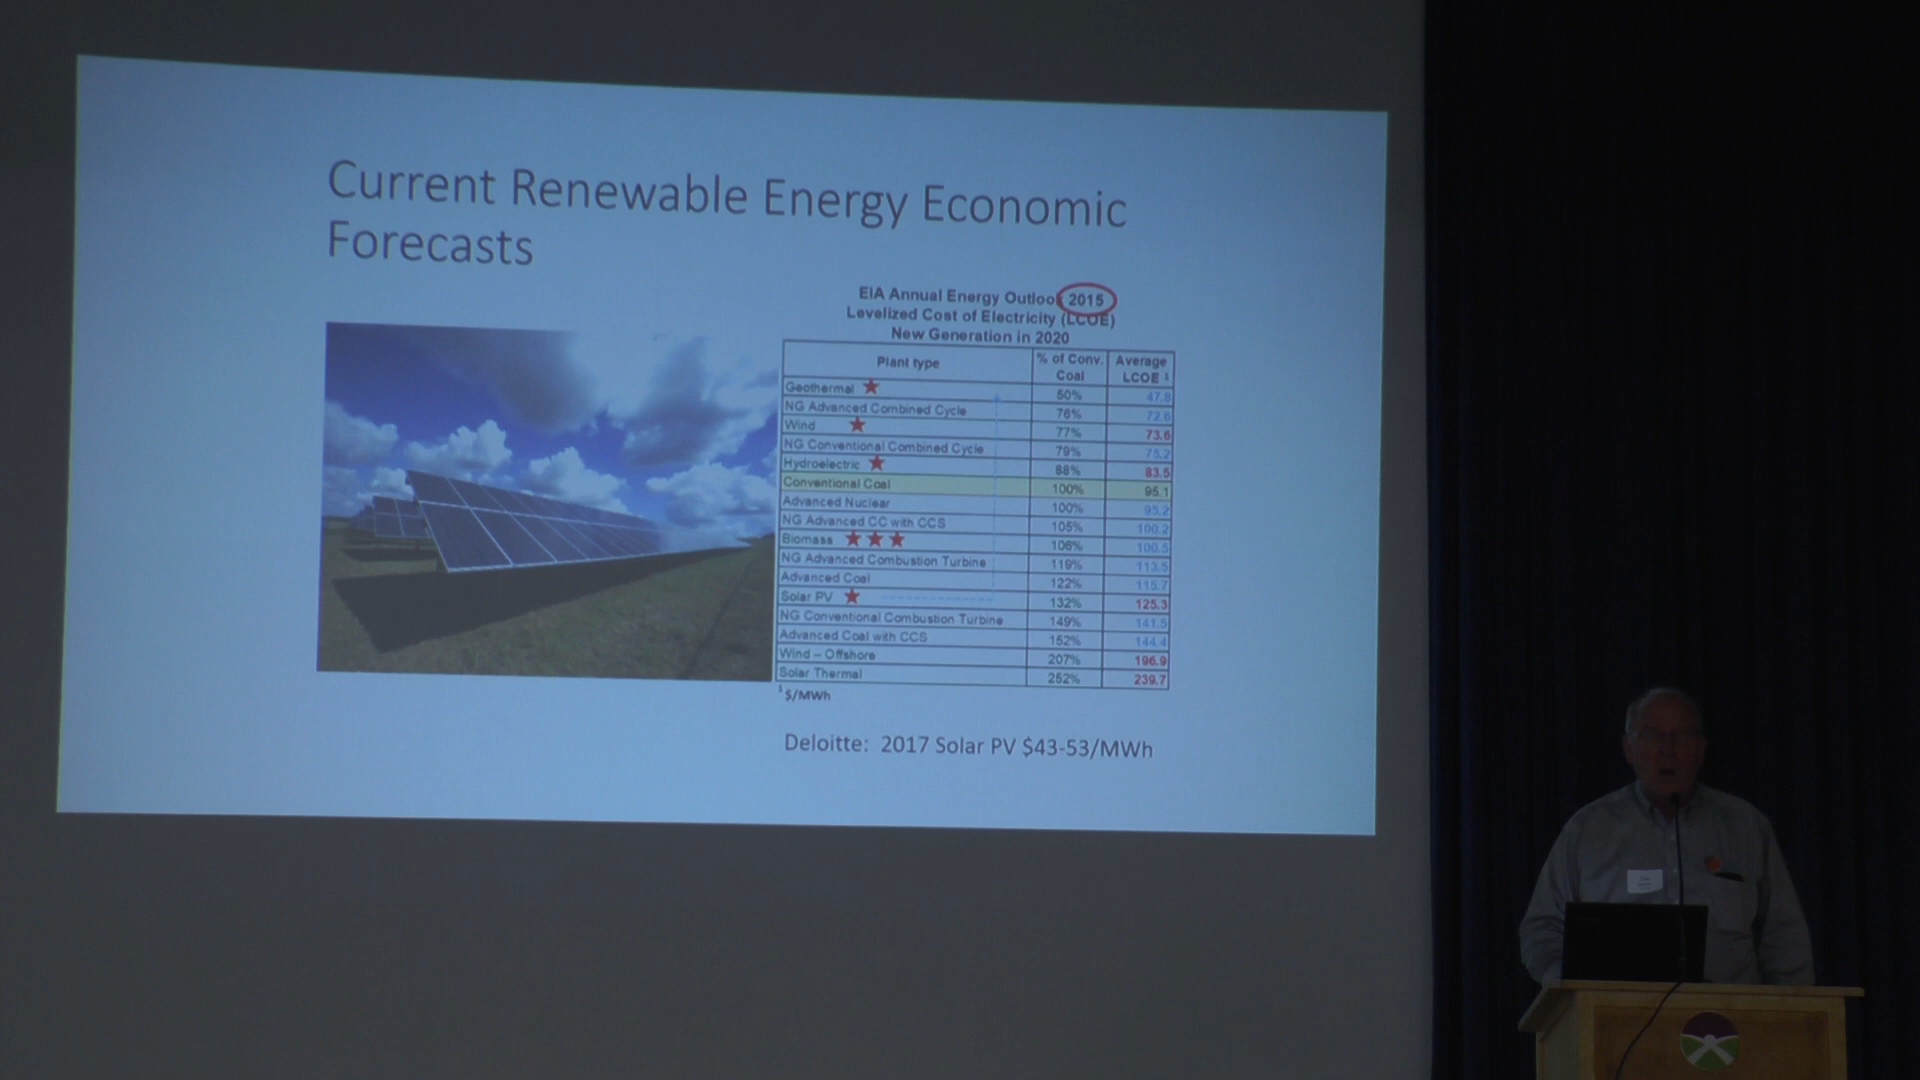 Current Renewable Energy Economic
Forecasts
EIA Annual Energy Outlook 2015
Levelized Cost of Electricity (LCOE)
New Generation in 2020
Plant type % of Conv. Coal Average LCOE 1
Geothermal 50% 47.8
NG Advanced Combined Cycle 76% 72.6
Wind 77% 73.6
NG Conventional Combined Cycle 79% 75.2
Hydroelectric 88% 83.5
Conventional Coal 100% 95.1
Advanced Nuclear 100% 95.2
NG Advanced CC with CCS 105% 100.2
Biomass 106% 100.5
NG Advanced Combustion Turbine 119% 113.5
Advanced Coal 122% 115.7
Solar PV 132% 125.3
NG Conventional Combustion Turbine 149% 141.5
Advanced Coal with CCS 152% 144.4
Wind – Offshore 207% 196.9
Solar Thermal 252% 239.7
1 $/MWh
Deloitte: 2017 Solar PV $43-53/MWh